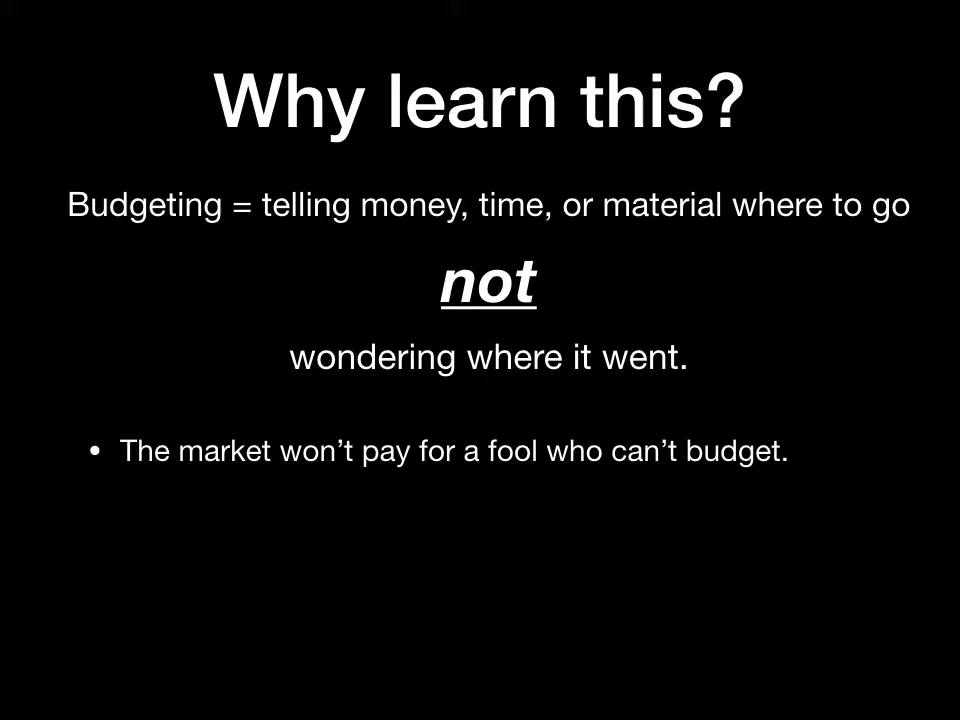 Why learn this?
Budgeting = telling money, time, or material where to go
not
wondering where it went.
• The market won’t pay for a fool who can’t budget.